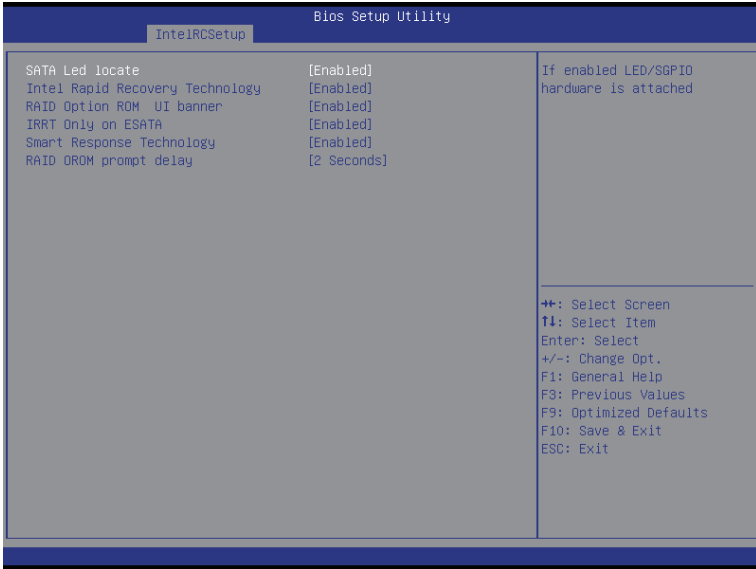 Bios Setup Utility
IntelRCSetup
SATA Led locate [Enabled]
Intel Rapid Recovery Technology [Enabled]
RAID Option ROM  UI banner [Enabled]
IRRT Only on ESATA [Enabled]
Smart Response Technology [Enabled]
RAID OROM prompt delay [2 Seconds]
If enabled LED/SGPIO
hardware is attached
→←: Select Screen
↑↓: Select Item
Enter: Select
+/-: Change Opt.
F1: General Help
F3: Previous Values
F9: Optimized Defaults
F10: Save & Exit
ESC: Exit